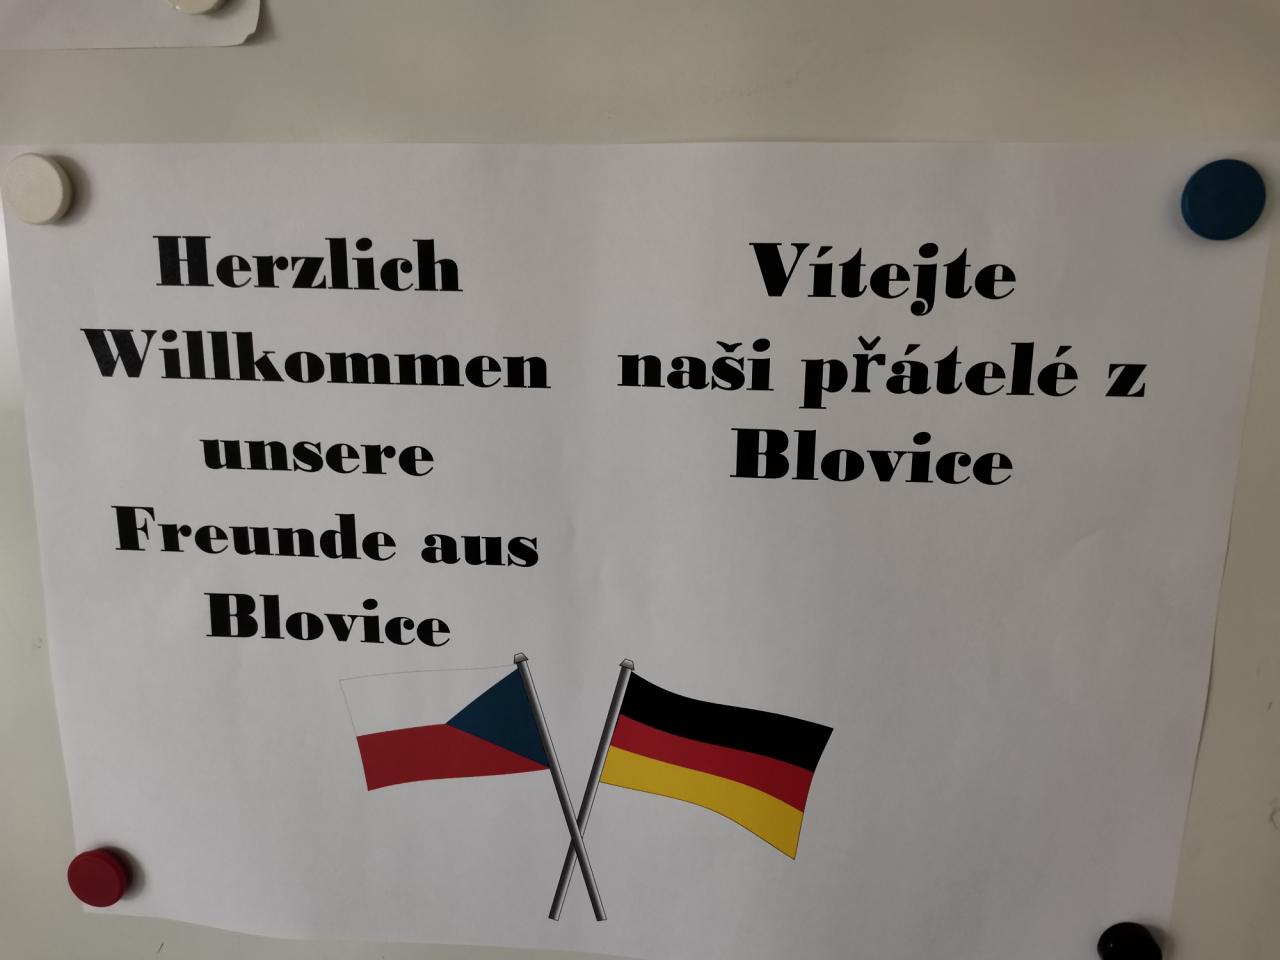 Herzlich
Willkommen
unsere
Freunde aus
Blovice
Vítejte
naši přátelé z
Blovice